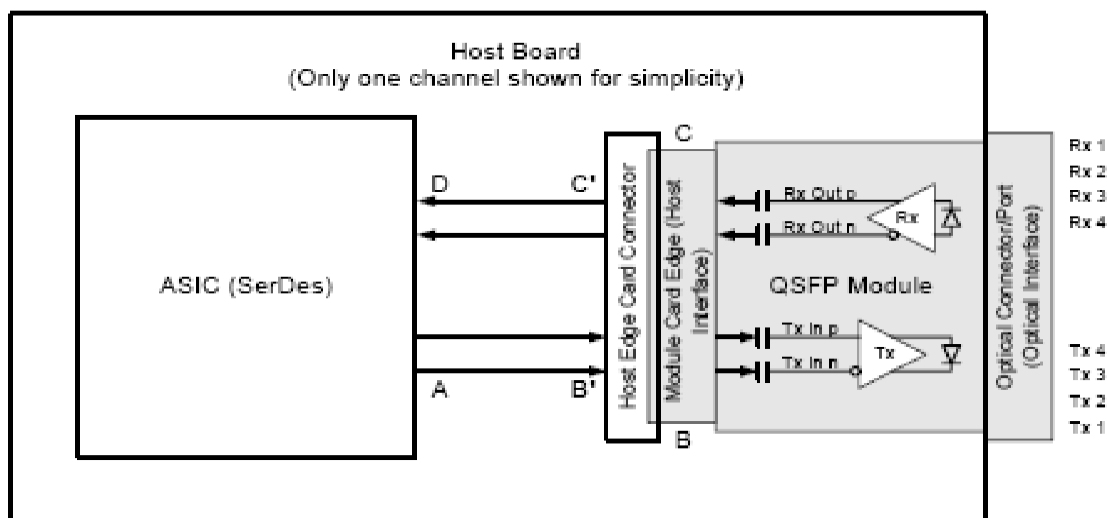 Host Board
(Only one channel shown for simplicity)
C
Rx 1
Rx 2
Rx 3
Rx 4
D
C'
Rx Out p
Rx
Rx Out n
ASIC (SerDes)
Host Edge Card Connector
Module Card Edge (Host
Interface)
QSFP Module
Optical Connector/Port
(Optical Interface)
Tx In p
Tx
Tx In n
A
B'
B
Tx 4
Tx 3
Tx 2
Tx 1